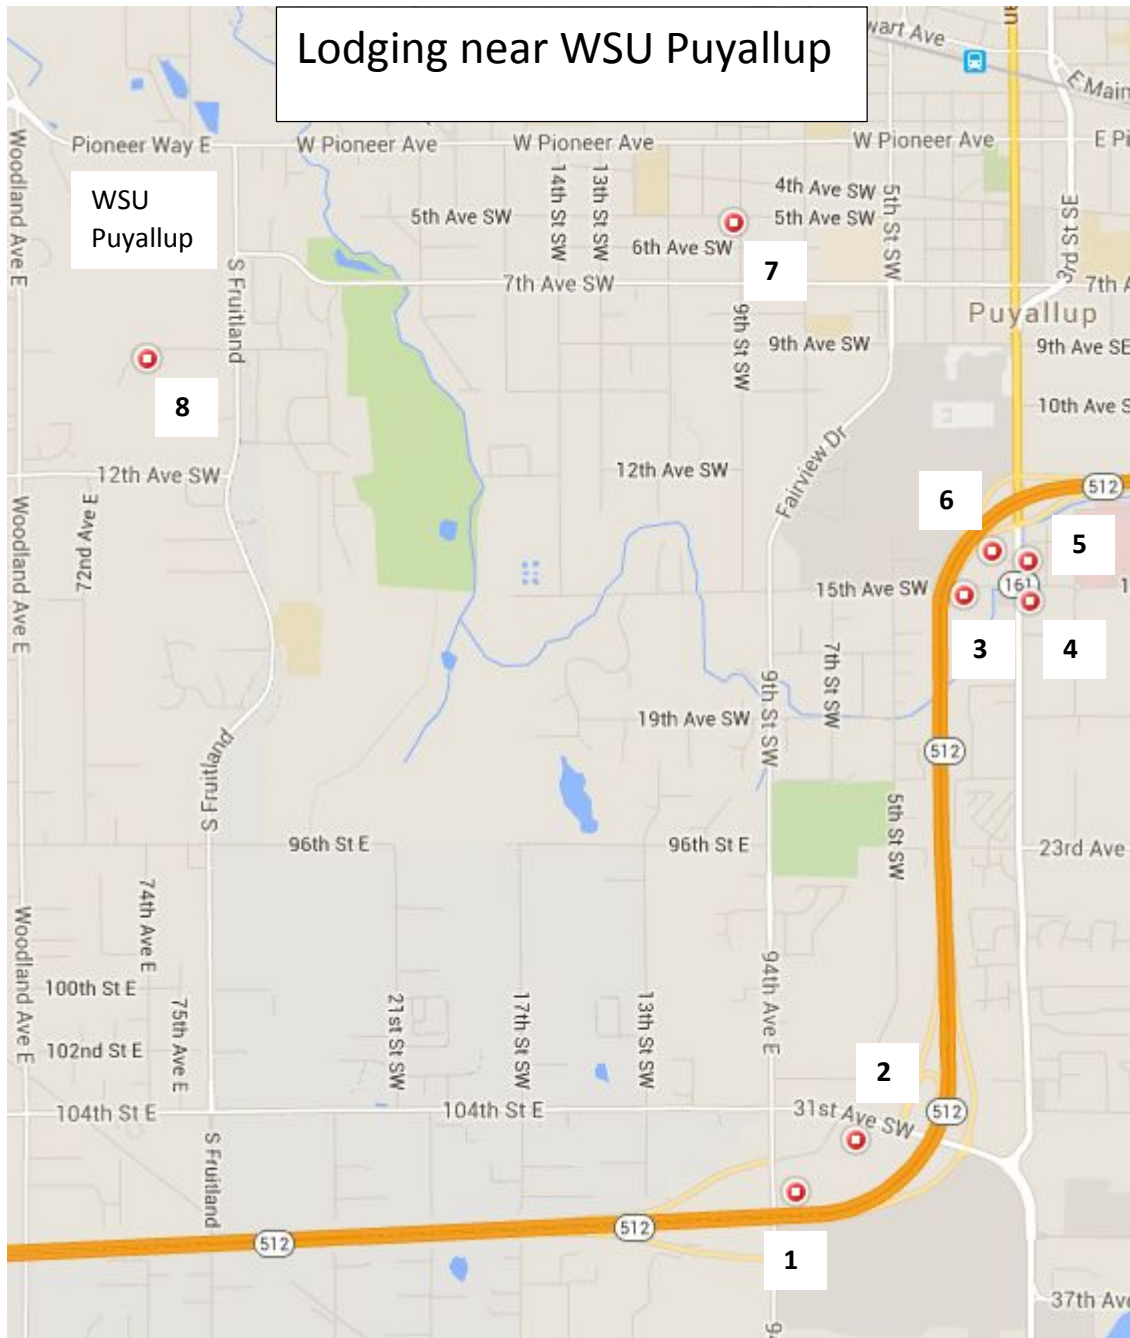 Lodging near WSU Puyallup
wart Ave
E Main
Pioneer Way E
W Pioneer Ave
W Pioneer Ave
W Pioneer Ave
E Pi
Woodland Ave E
WSU
Puyallup
14th St SW
13th St SW
4th Ave SW
5th Ave SW
5th Ave SW
5th St SW
6th Ave SW
3rd St SE
S Fruitland
7
7th Ave SW
7th A
Puyallup
9th St SW
9th Ave SW
9th Ave SE
8
10th Ave S
Fairview Dr
12th Ave SW
12th Ave SW
512
6
72nd Ave E
Woodland Ave E
5
15th Ave SW
161
1
3
4
7th St SW
9th St SW
19th Ave SW
512
S Fruitland
96th St E
96th St E
5th St SW
23rd Ave
74th Ave E
Woodland Ave E
94th Ave E
100th St E
75th Ave E
21st St SW
17th St SW
13th St SW
102nd St E
2
104th St E
104th St E
31st Ave SW
512
S Fruitland
512
512
1
37th Ave
94